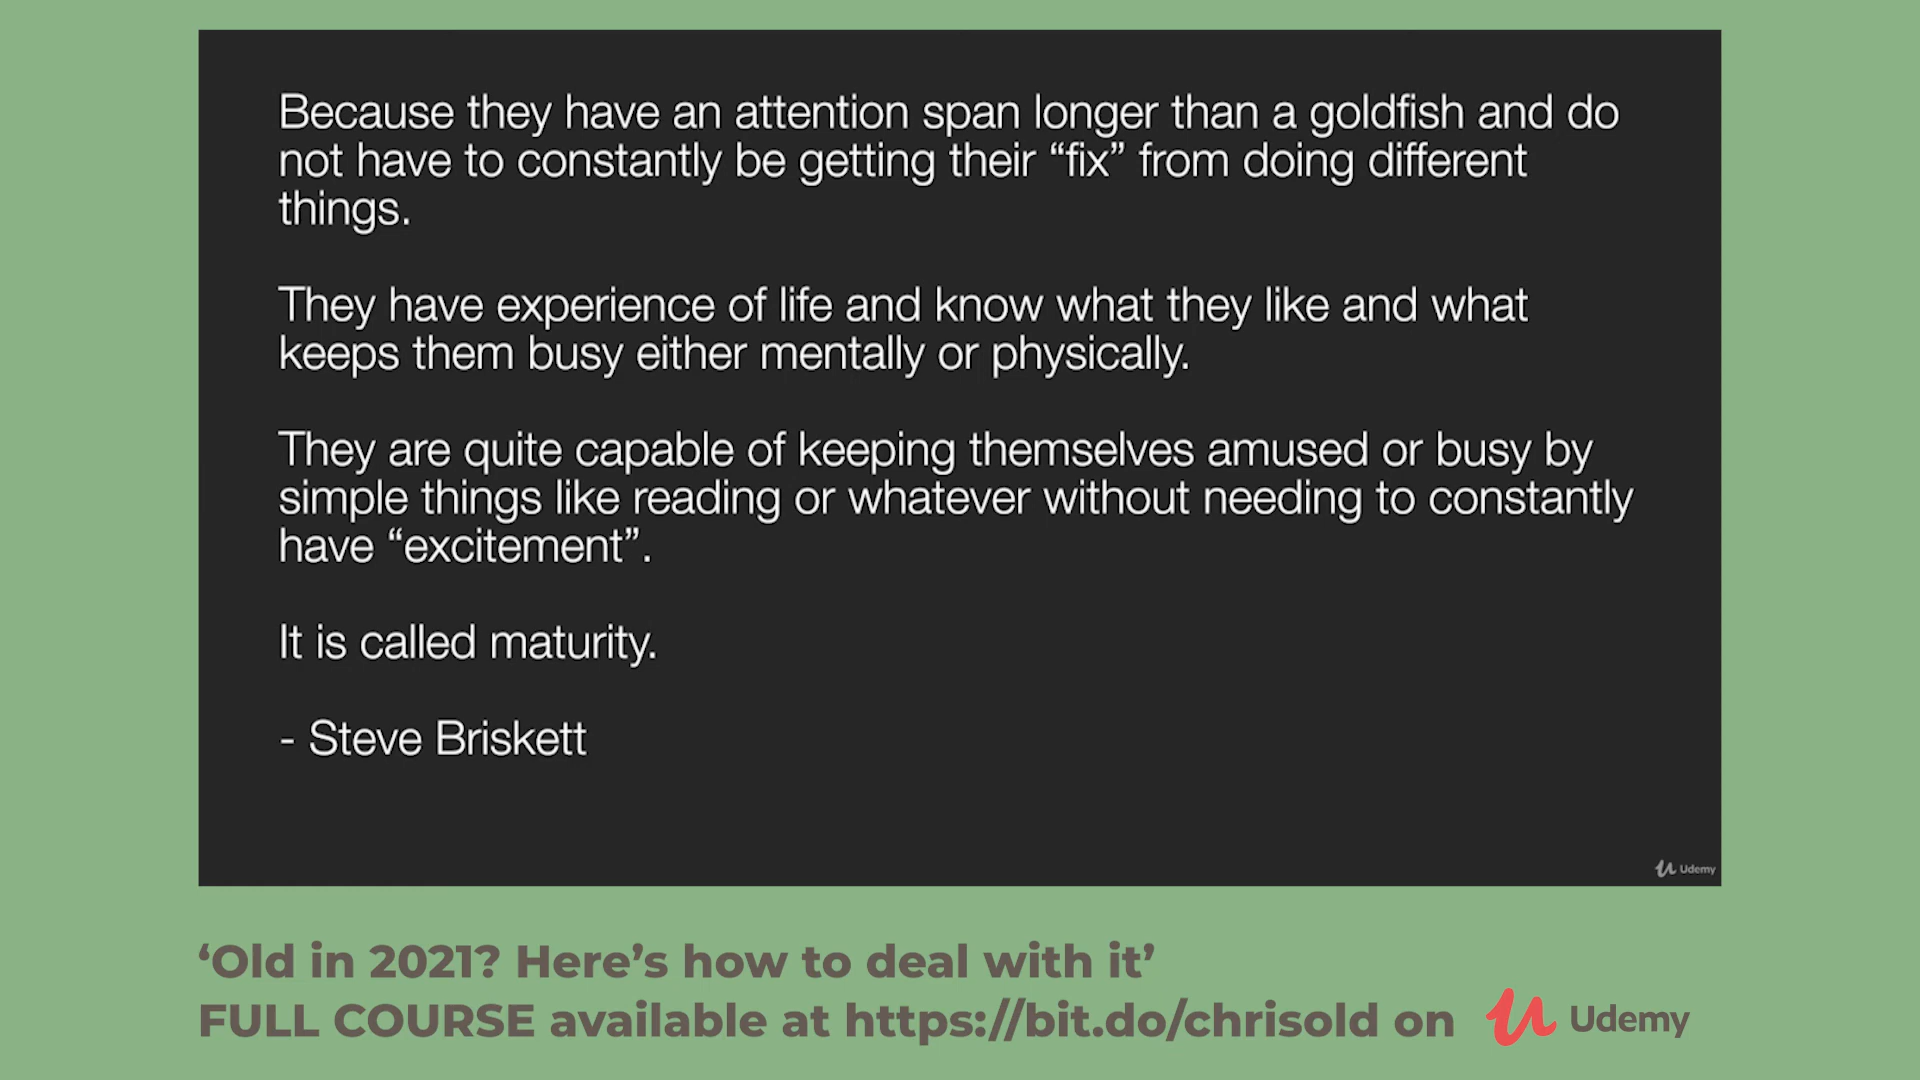 Because they have an attention span longer than a goldfish and do
not have to constantly be getting their “fix” from doing different
things.
They have experience of life and know what they like and what
keeps them busy either mentally or physically.
They are quite capable of keeping themselves amused or busy by
simple things like reading or whatever without needing to constantly
have “excitement”.
It is called maturity.
- Steve Briskett
Udemy
‘Old in 2021? Here’s how to deal with it’
FULL COURSE available at https://bit.do/chrisold on Udemy